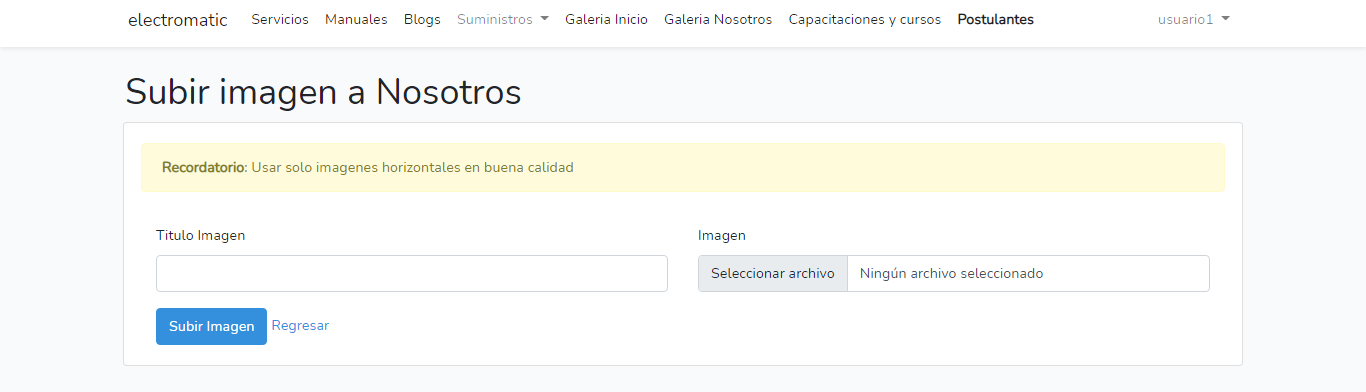 electromatic Servicios Manuales Blogs Suministros Galeria Inicio Galeria Nosotros Capacitaciones y cursos Postulantes usuario1
Subir imagen a Nosotros
Recordatorio: Usar solo imagenes horizontales en buena calidad
Titulo Imagen Imagen
Seleccionar archivo Ningún archivo seleccionado
Subir Imagen Regresar